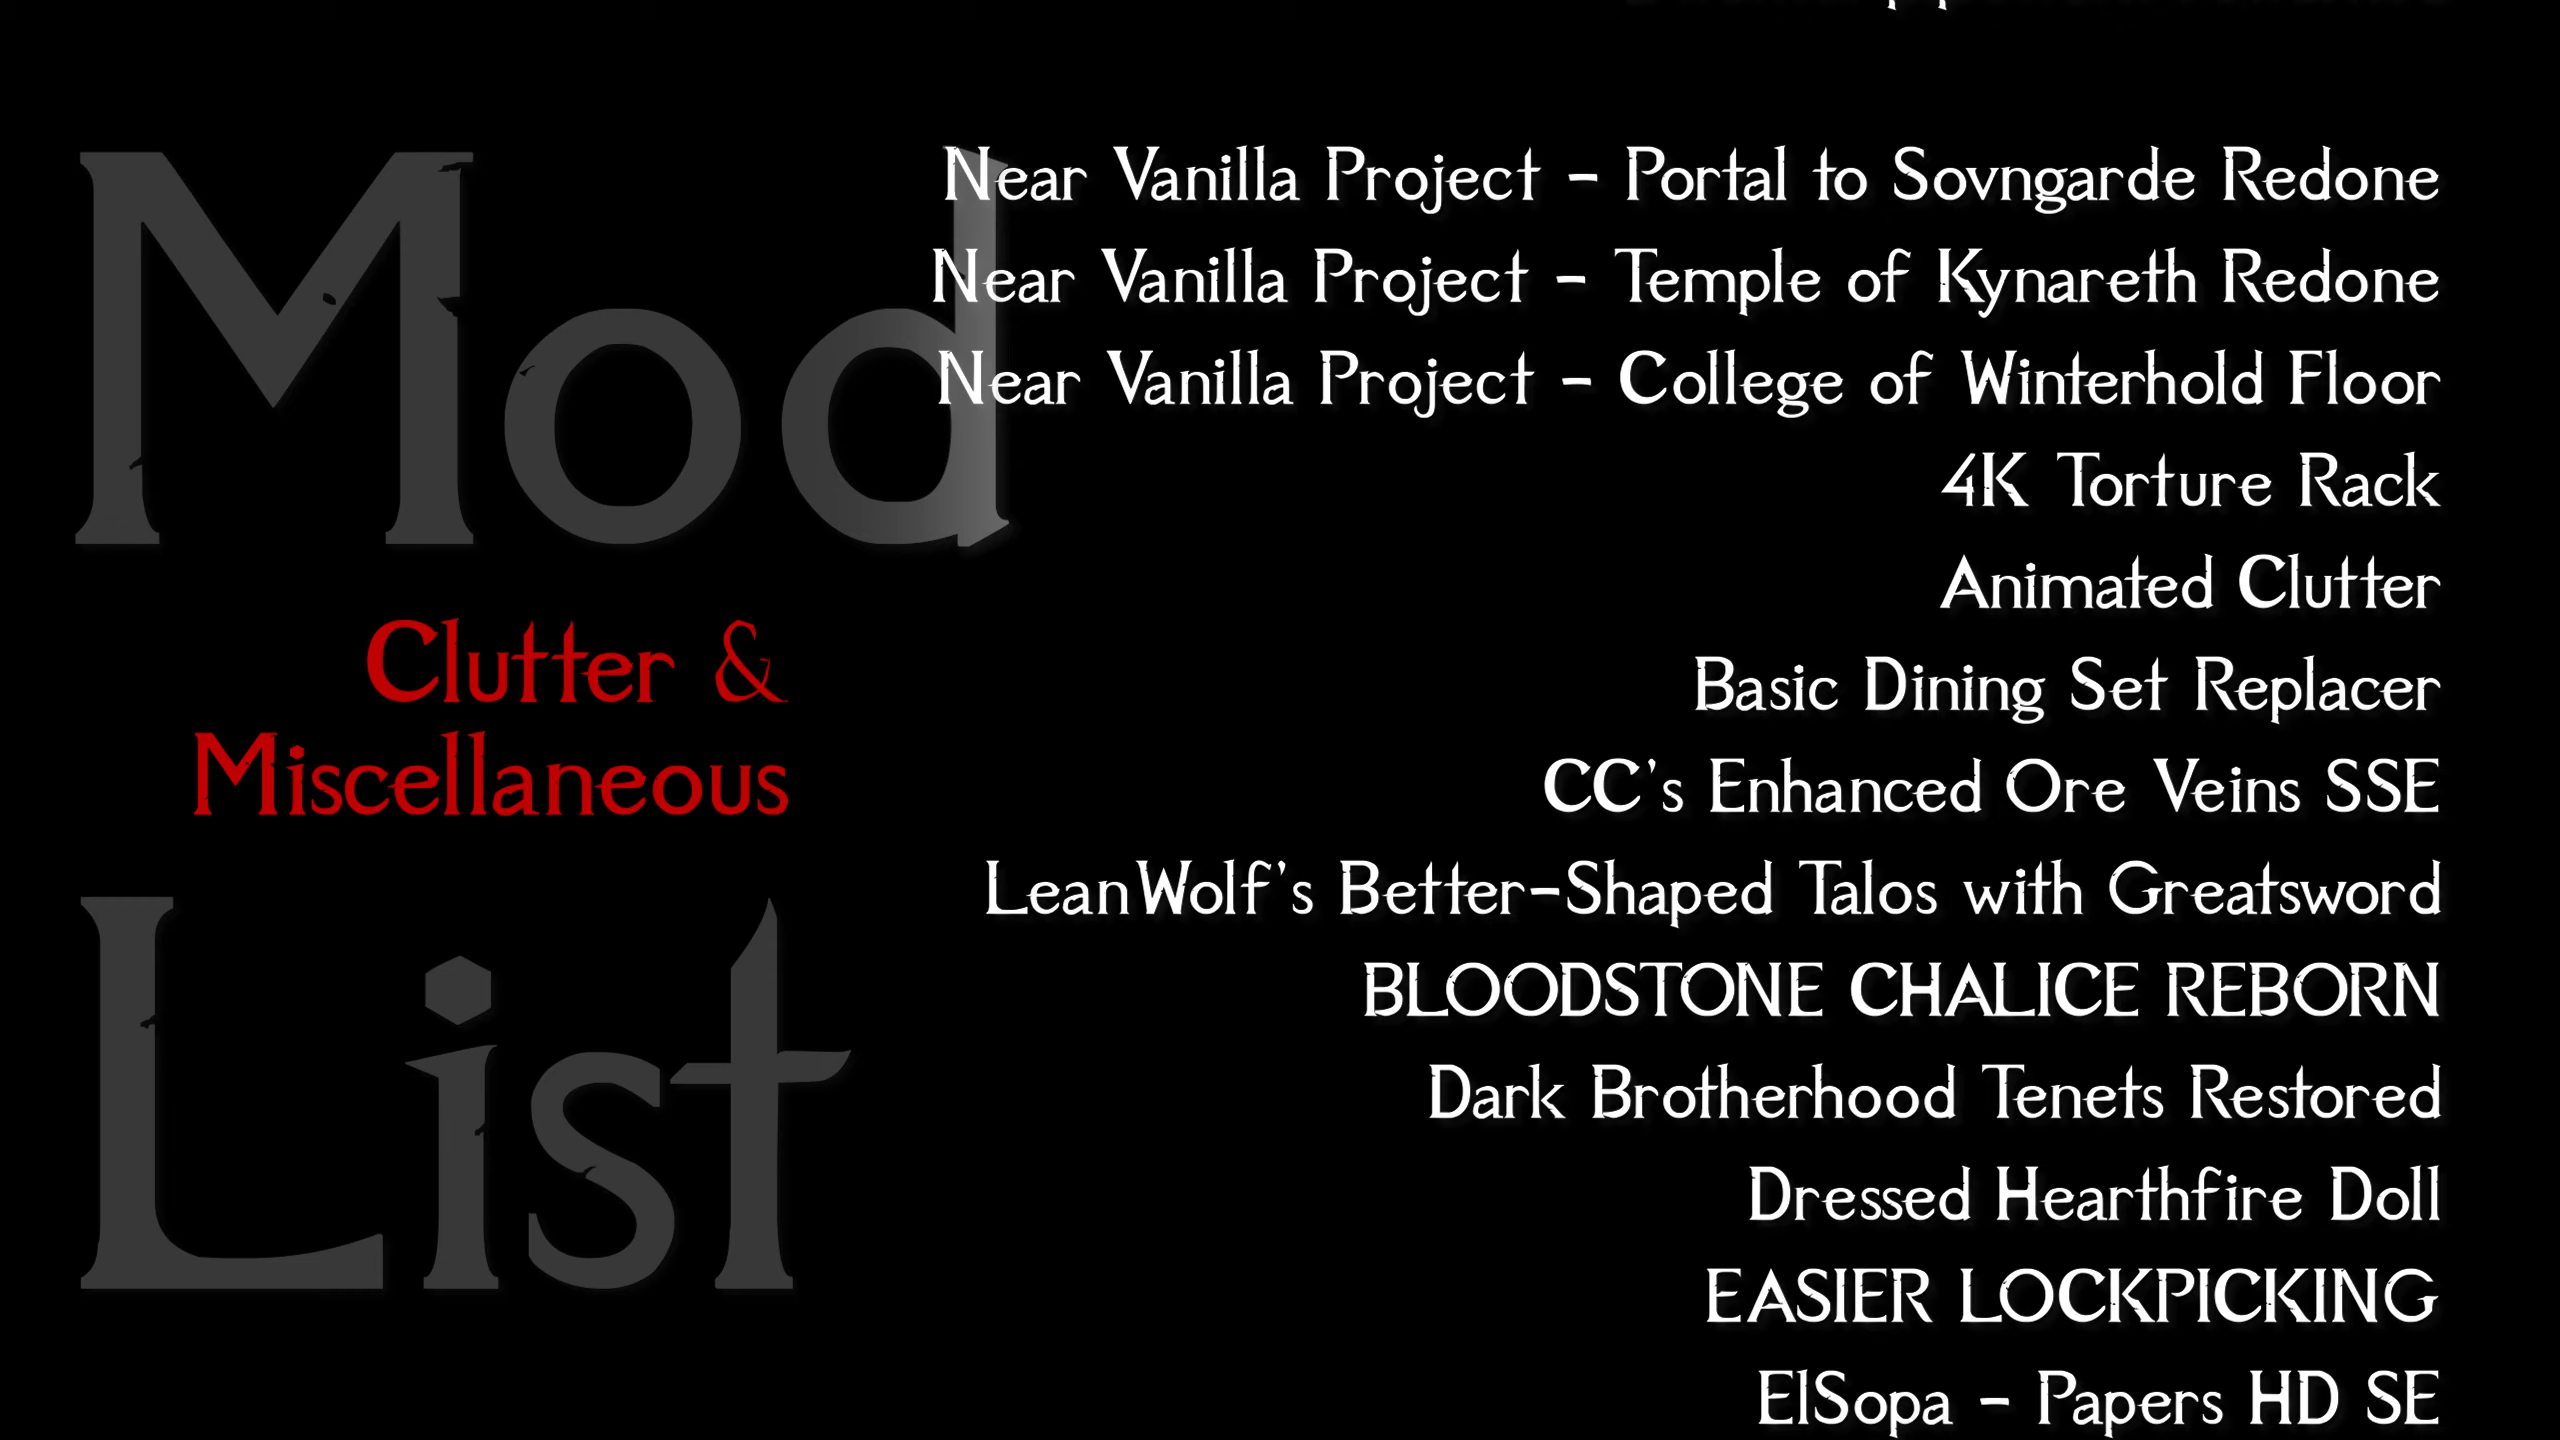 Mod
Clutter &
Miscellaneous
List
Near Vanilla Project - Portal to Sovngarde Redone
Near Vanilla Project - Temple of Kynareth Redone
Near Vanilla Project - College of Winterhold Floor
4K Torture Rack
Animated Clutter
Basic Dining Set Replacer
CC's Enhanced Ore Veins SSE
LeanWolf's Better-Shaped Talos with Greatsword
BLOODSTONE CHALICE REBORN
Dark Brotherhood Tenets Restored
Dressed Hearthfire Doll
EASIER LOCKPICKING
ElSopa - Papers HD SE